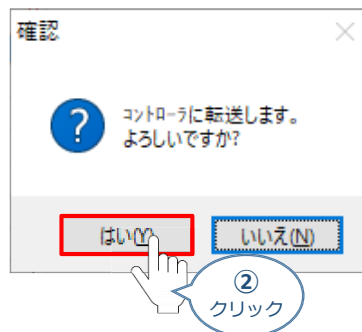 確認
?
コントローラに転送します。
よろしいですか?
はい(Y)
いいえ(N)
②
クリック